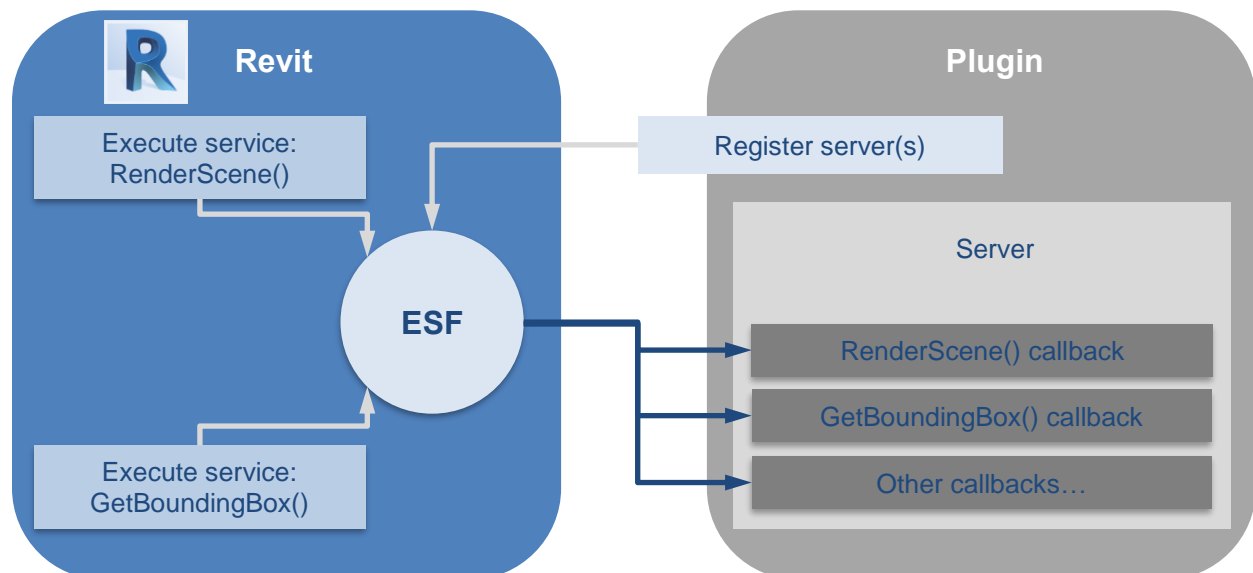 Revit
Execute service:
RenderScene()
ESF
Execute service:
GetBoundingBox()
Plugin
Register server(s)
Server
RenderScene() callback
GetBoundingBox() callback
Other callbacks…